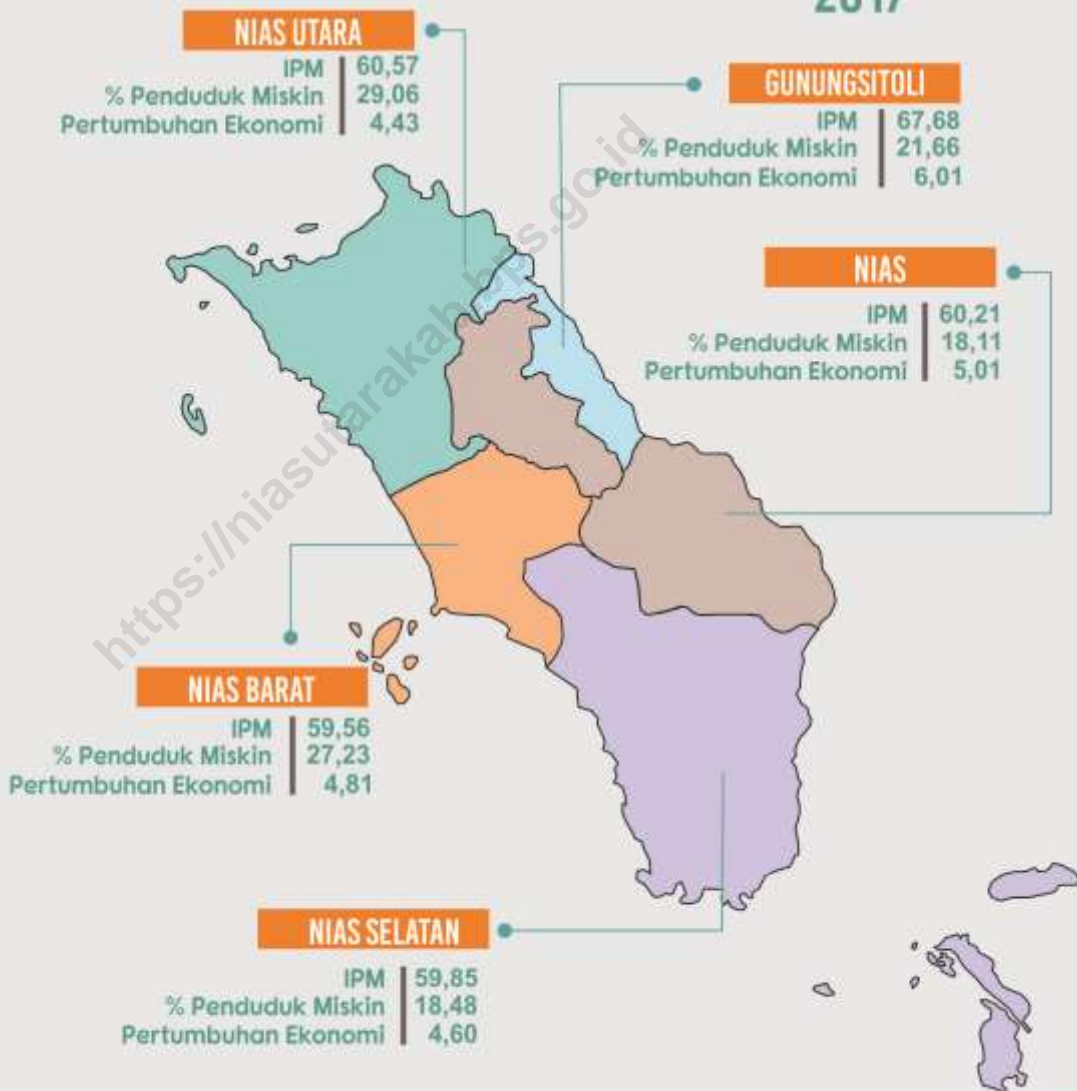 2017
NIAS UTARA
IPM 60,57
% Penduduk Miskin 29,06
Pertumbuhan Ekonomi 4,43
GUNUNGSITOLI
IPM 67,68
% Penduduk Miskin 21,66
Pertumbuhan Ekonomi 6,01
NIAS
IPM 60,21
% Penduduk Miskin 18,11
Pertumbuhan Ekonomi 5,01
https://niasutarakab.bps.go.id
NIAS BARAT
IPM 59,56
% Penduduk Miskin 27,23
Pertumbuhan Ekonomi 4,81
NIAS SELATAN
IPM 59,85
% Penduduk Miskin 18,48
Pertumbuhan Ekonomi 4,60